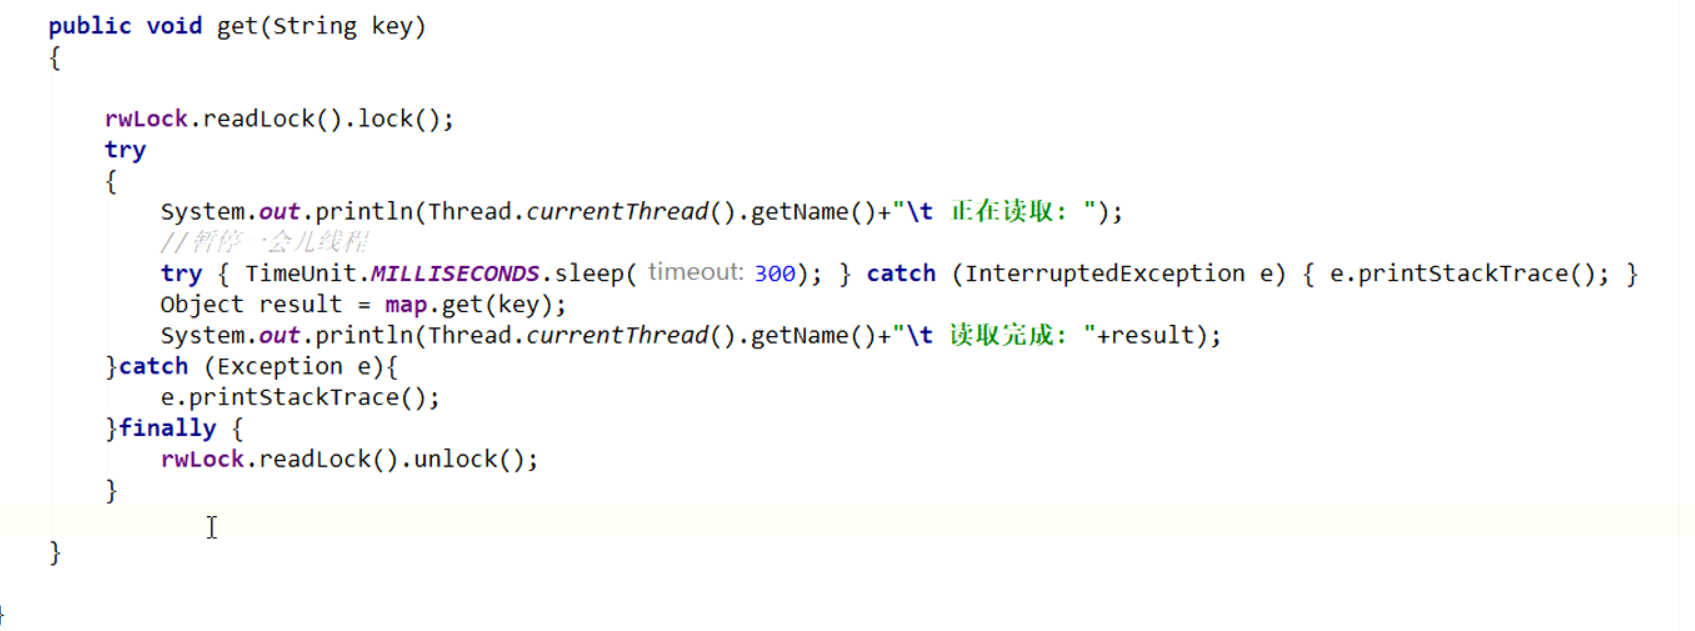 public void get(String key)
{
rwLock.readLock().lock();
try
{
System.out.println(Thread.currentThread().getName()+"\t 正在读取: ");
//暂停一会儿线程
try { TimeUnit.MILLISECONDS.sleep( timeout: 300); } catch (InterruptedException e) { e.printStackTrace(); }
Object result = map.get(key);
System.out.println(Thread.currentThread().getName()+"\t 读取完成: "+result);
}catch (Exception e){
e.printStackTrace();
}finally {
rwLock.readLock().unlock();
}
}
}